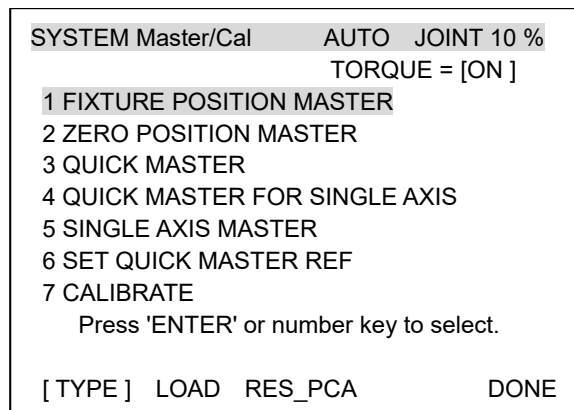 SYSTEM Master/Cal AUTO JOINT 10 %
TORQUE = [ON ]
1 FIXTURE POSITION MASTER
2 ZERO POSITION MASTER
3 QUICK MASTER
4 QUICK MASTER FOR SINGLE AXIS
5 SINGLE AXIS MASTER
6 SET QUICK MASTER REF
7 CALIBRATE
Press 'ENTER' or number key to select.
[ TYPE ] LOAD RES_PCA DONE